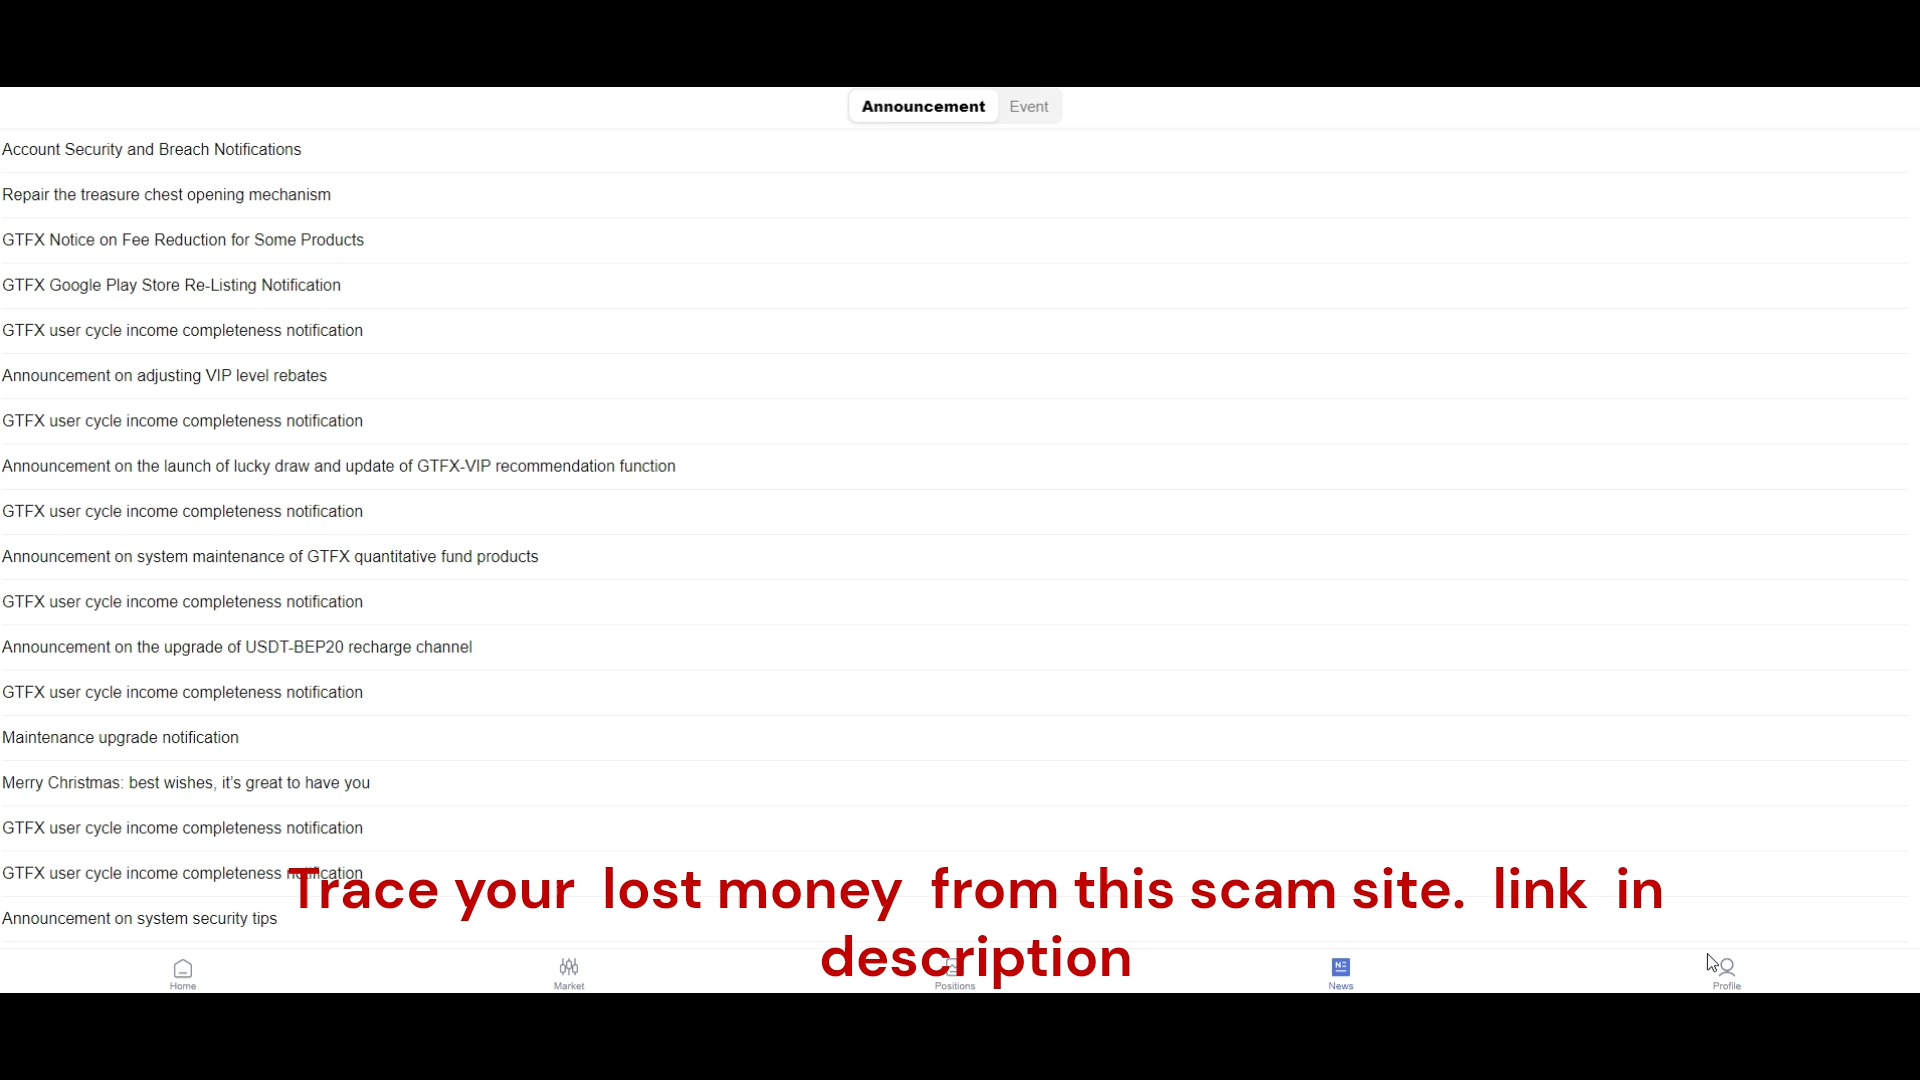 Announcement Event
Account Security and Breach Notifications
Repair the treasure chest opening mechanism
GTFX Notice on Fee Reduction for Some Products
GTFX Google Play Store Re-Listing Notification
GTFX user cycle income completeness notification
Announcement on adjusting VIP level rebates
GTFX user cycle income completeness notification
Announcement on the launch of lucky draw and update of GTFX-VIP recommendation function
GTFX user cycle income completeness notification
Announcement on system maintenance of GTFX quantitative fund products
GTFX user cycle income completeness notification
Announcement on the upgrade of USDT-BEP20 recharge channel
GTFX user cycle income completeness notification
Maintenance upgrade notification
Merry Christmas: best wishes, it's great to have you
GTFX user cycle income completeness notification
GTFX user cycle income completeness notification
Trace your lost money from this scam site. link in
description
Announcement on system security tips
Home Market Positions News Profile